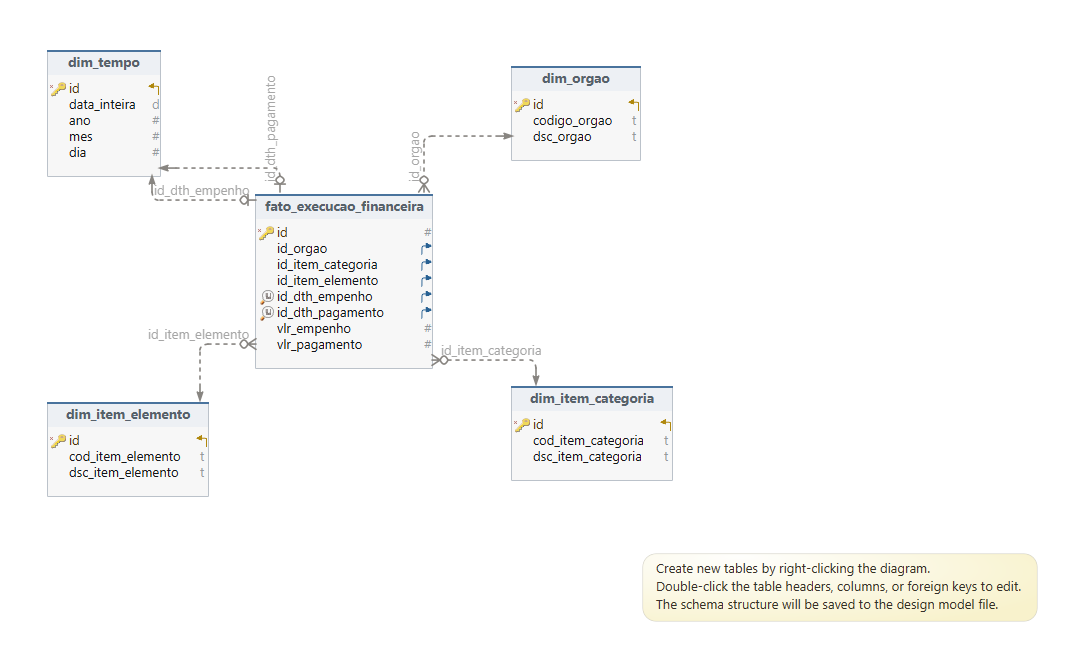 dim_tempo
id
data_inteira d
ano #
mes #
dia #
id_dth_pagamento
id_dth_empenho
dim_orgao
id
codigo_orgao t
dsc_orgao t
id_orgao
fato_execucao_financeira
id #
id_orgao
id_item_categoria
id_item_elemento
id_dth_empenho
id_dth_pagamento
vlr_empenho #
vlr_pagamento #
id_item_elemento
id_item_categoria
dim_item_elemento
id
cod_item_elemento t
dsc_item_elemento t
dim_item_categoria
id
cod_item_categoria t
dsc_item_categoria t
Create new tables by right-clicking the diagram.
Double-click the table headers, columns, or foreign keys to edit.
The schema structure will be saved to the design model file.